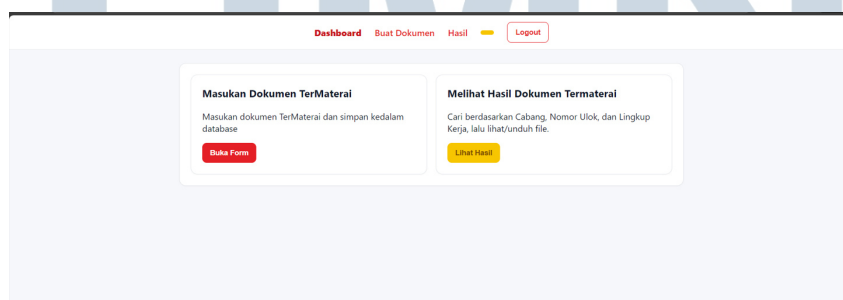 Dashboard Buat Dokumen Hasil Logout
Masukan Dokumen TerMaterai
Masukan dokumen TerMaterai dan simpan kedalam
database
Buka Form
Melihat Hasil Dokumen Termaterai
Cari berdasarkan Cabang, Nomor Ulok, dan Lingkup
Kerja, lalu lihat/unduh file.
Lihat Hasil